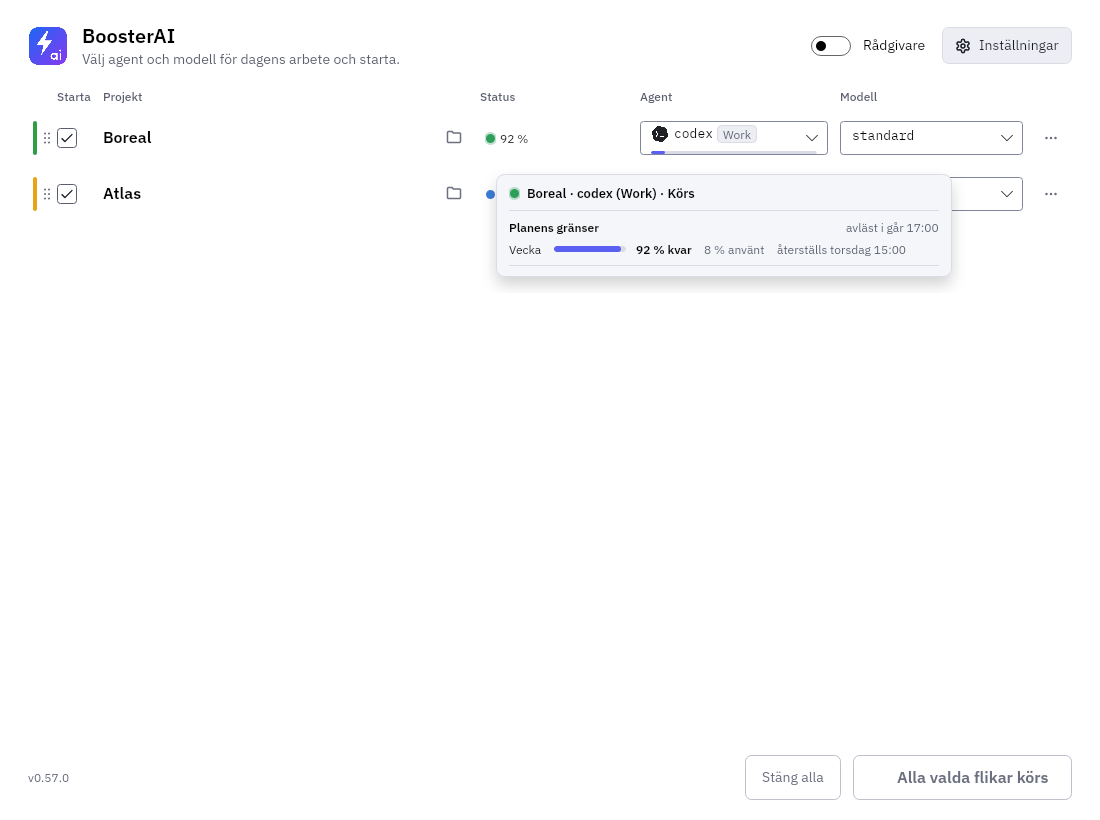 ai
BoosterAI
Välj agent och modell för dagens arbete och starta.
Rådgivare
Inställningar
Starta Projekt Status Agent Modell
Boreal 92 % codex Work standard
Atlas
Boreal · codex (Work) · Körs
Planens gränser avläst i går 17:00
Vecka 92 % kvar 8 % använt återställs torsdag 15:00
v0.57.0
Stäng alla
Alla valda flikar körs